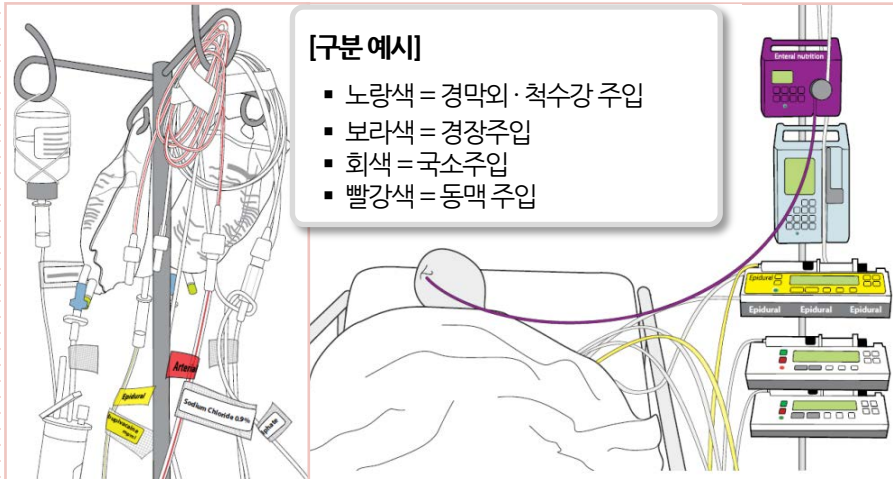 [구분 예시]
▪ 노랑색 = 경막외 · 척수강 주입
▪ 보라색 = 경장주입
▪ 회색 = 국소주입
▪ 빨강색 = 동맥 주입
Enteral nutrition
Epidural
Epidural Epidural Epidural
Arterial
Epidural
Sodium Chloride 0.9%